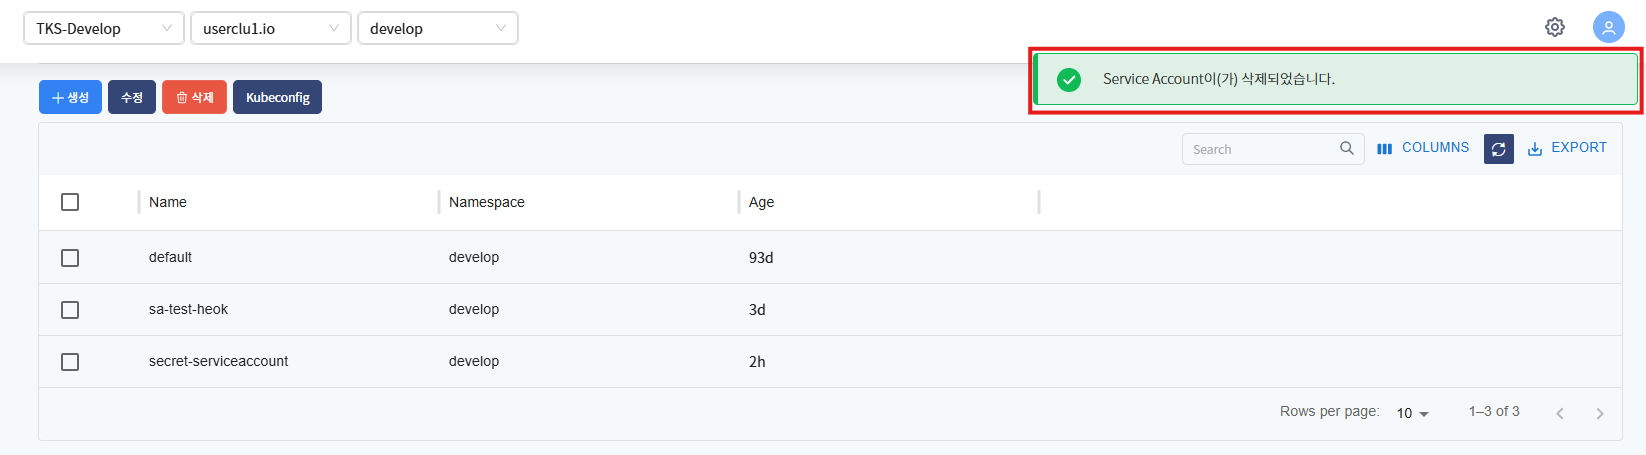 TKS-Develop userclu1.io develop
Service Account이(가) 삭제되었습니다.
생성 수정 삭제 Kubeconfig
Search COLUMNS EXPORT
Name Namespace Age
default develop 93d
sa-test-heok develop 3d
secret-serviceaccount develop 2h
Rows per page: 10 1–3 of 3